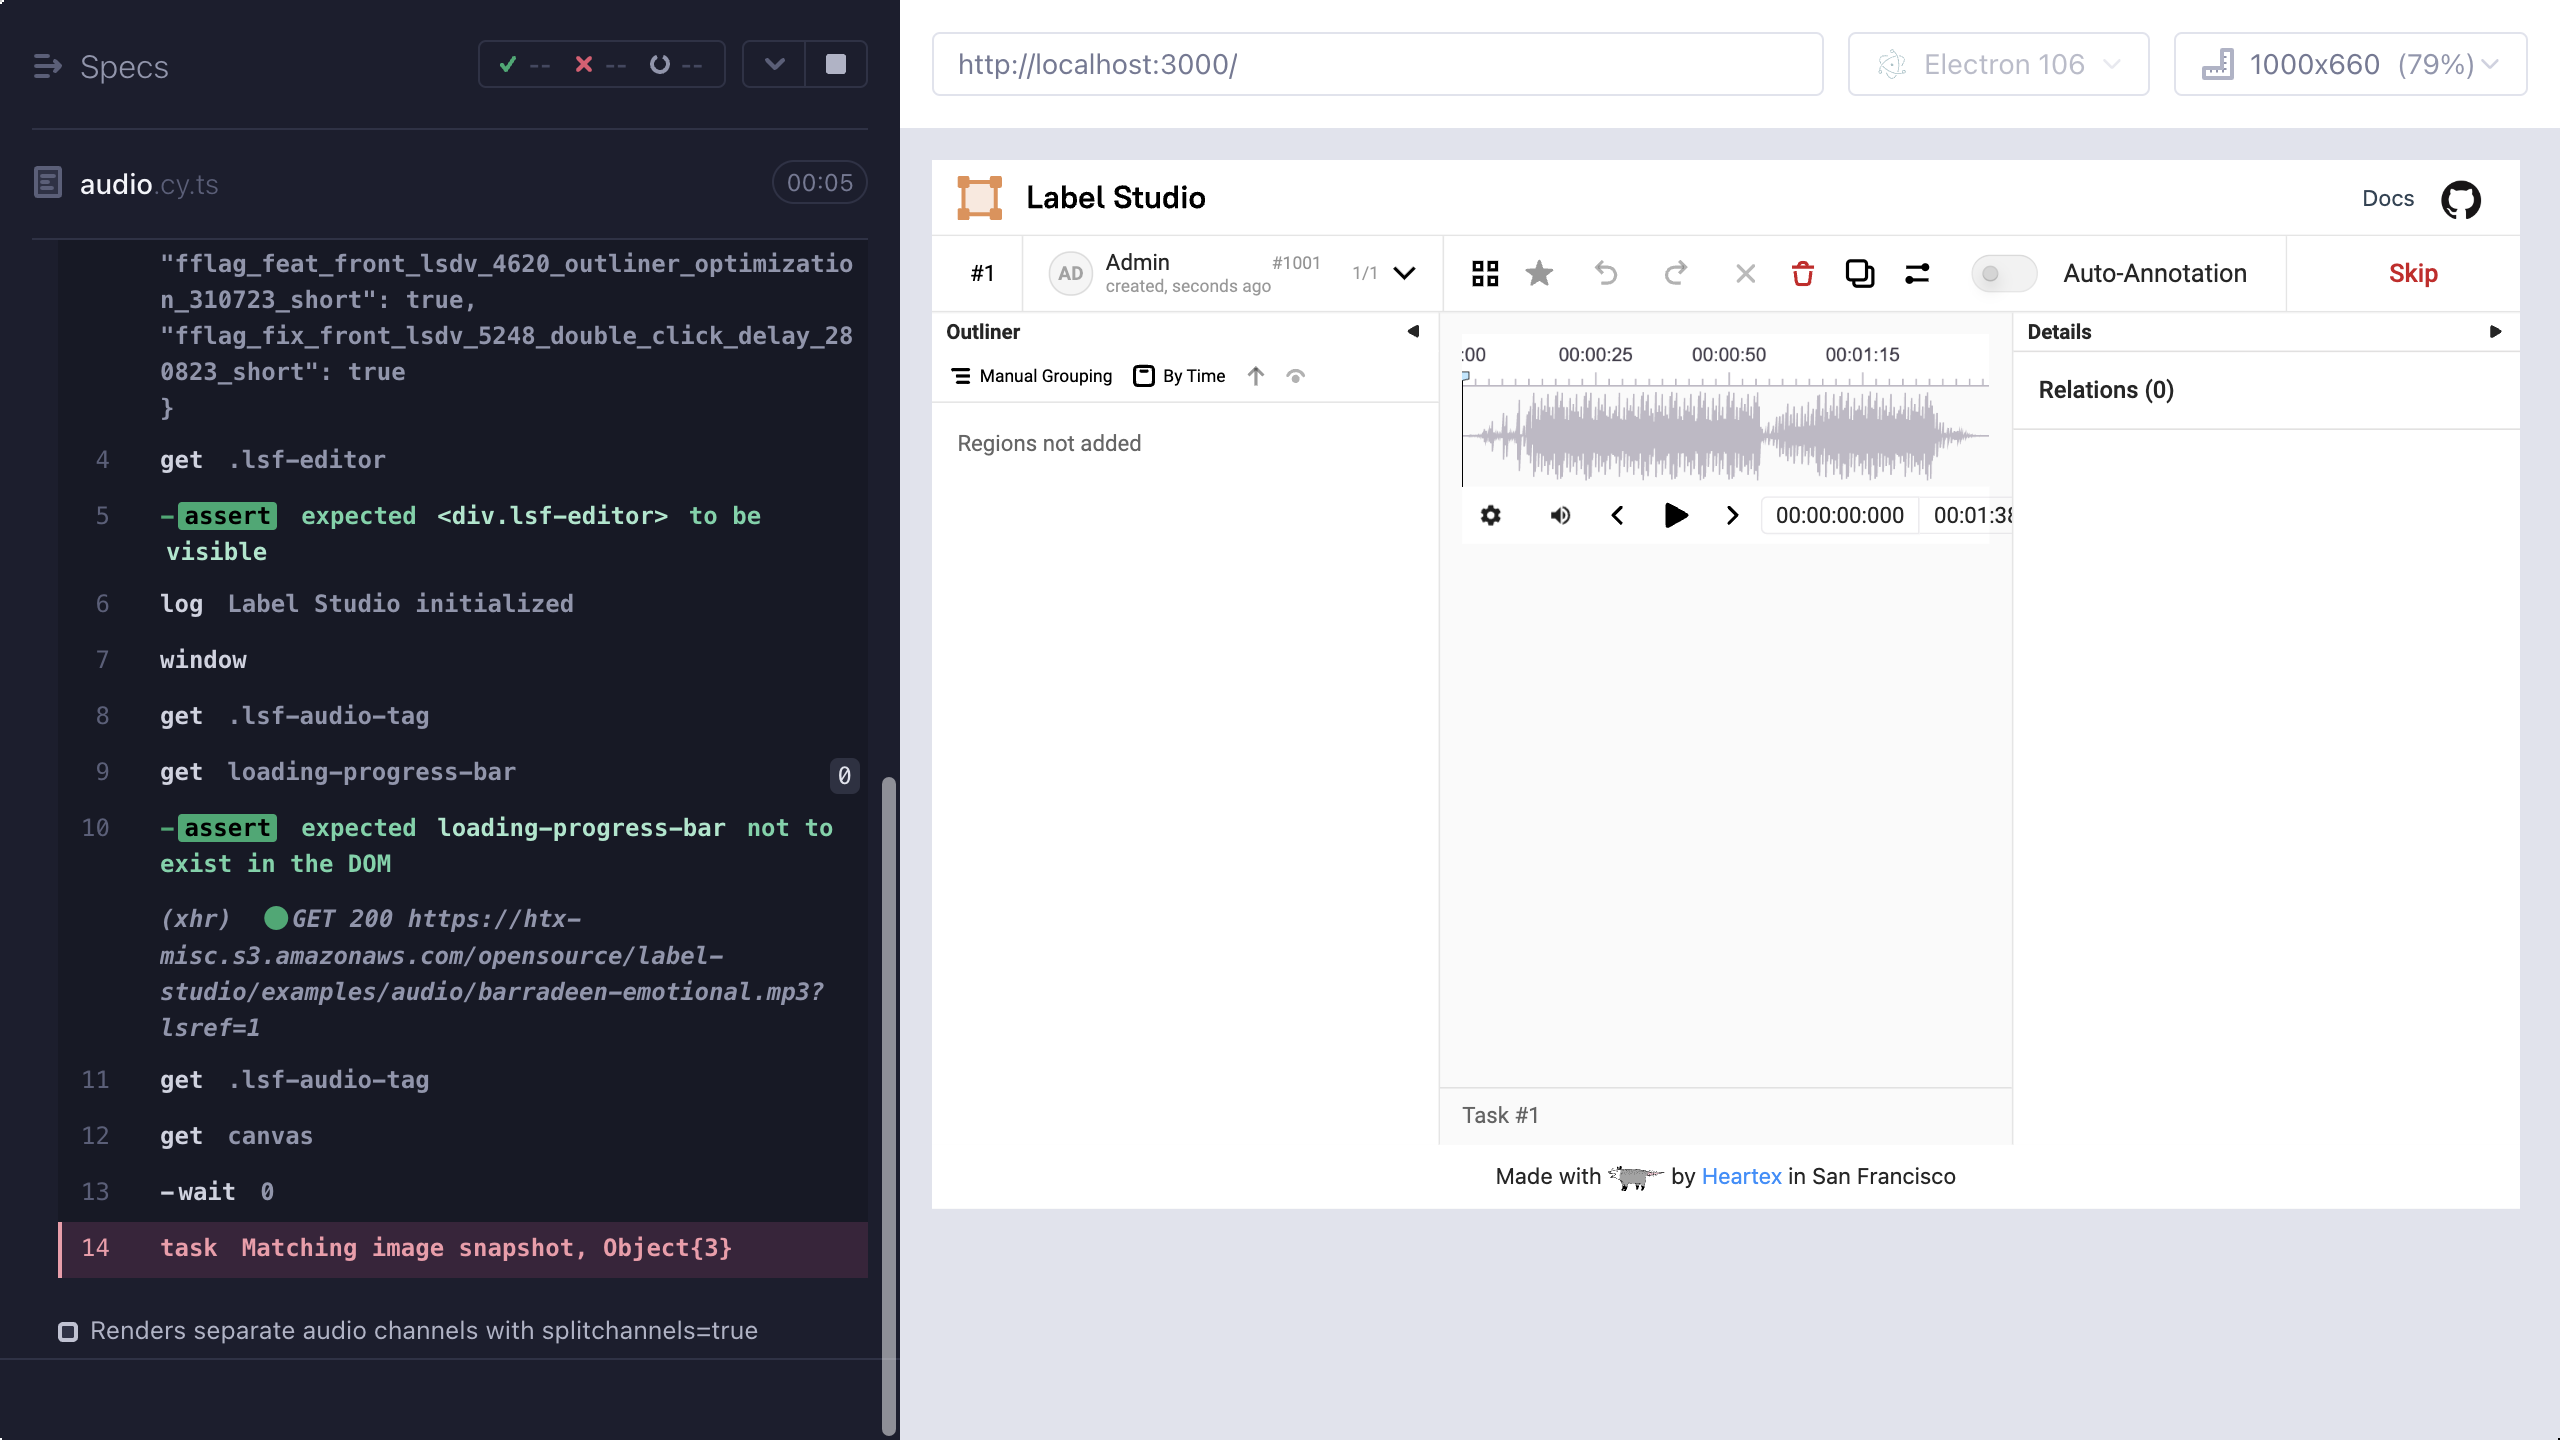 Specs
-- -- --
audio.cy.ts
00:05
"fflag_feat_front_lsdv_4620_outliner_optimizatio
n_310723_short": true,
"fflag_fix_front_lsdv_5248_double_click_delay_28
0823_short": true
}
4 get .lsf-editor
5 -assert expected <div.lsf-editor> to be
visible
6 log Label Studio initialized
7 window
8 get .lsf-audio-tag
9 get loading-progress-bar 0
10 -assert expected loading-progress-bar not to
exist in the DOM
(xhr) GET 200 https://htx-
misc.s3.amazonaws.com/opensource/label-
studio/examples/audio/barradeen-emotional.mp3?
lsref=1
11 get .lsf-audio-tag
12 get canvas
13 -wait 0
14 task Matching image snapshot, Object{3}
Renders separate audio channels with splitchannels=true
http://localhost:3000/
Electron 106
1000x660 (79%)
Label Studio
Docs
#1
AD
Admin
#1001
created, seconds ago
1/1
Auto-Annotation
Skip
Outliner
Manual Grouping
By Time
Regions not added
:00 00:00:25 00:00:50 00:01:15
00:00:00:000 00:01:38
Details
Relations (0)
Task #1
Made with by Heartex in San Francisco